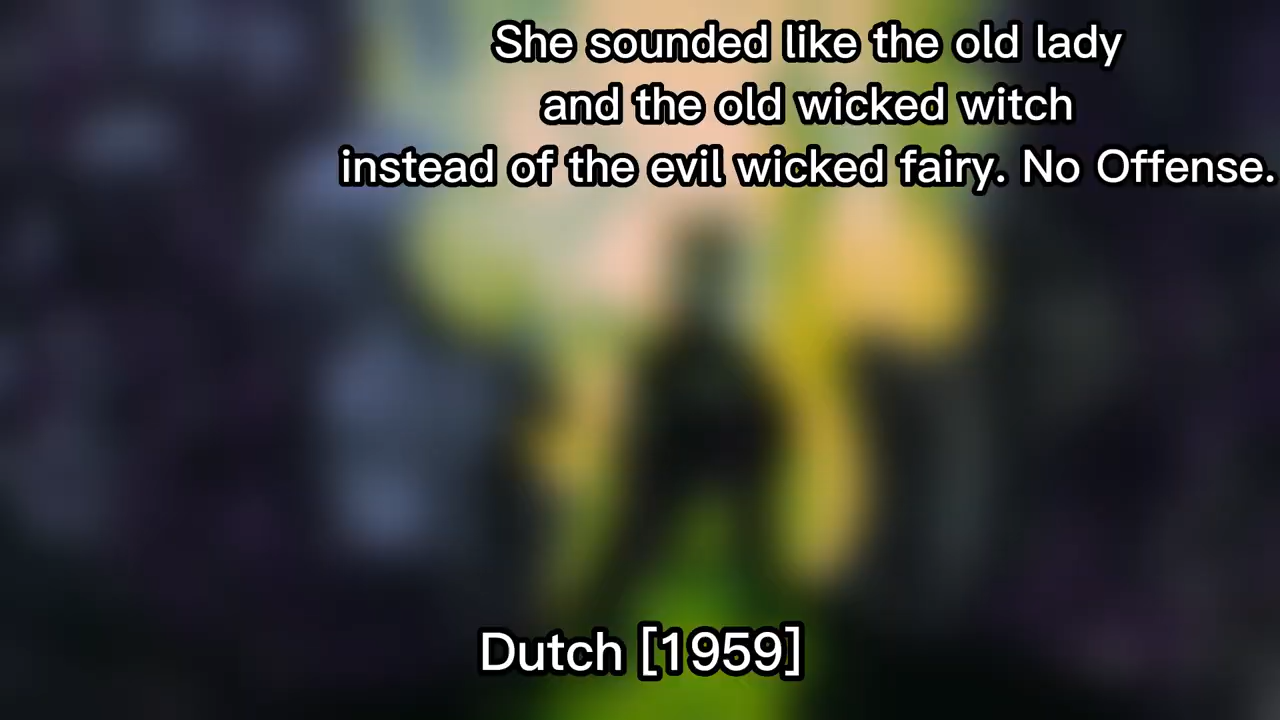 She sounded like the old lady
and the old wicked witch
instead of the evil wicked fairy. No Offense.
Dutch [1959]